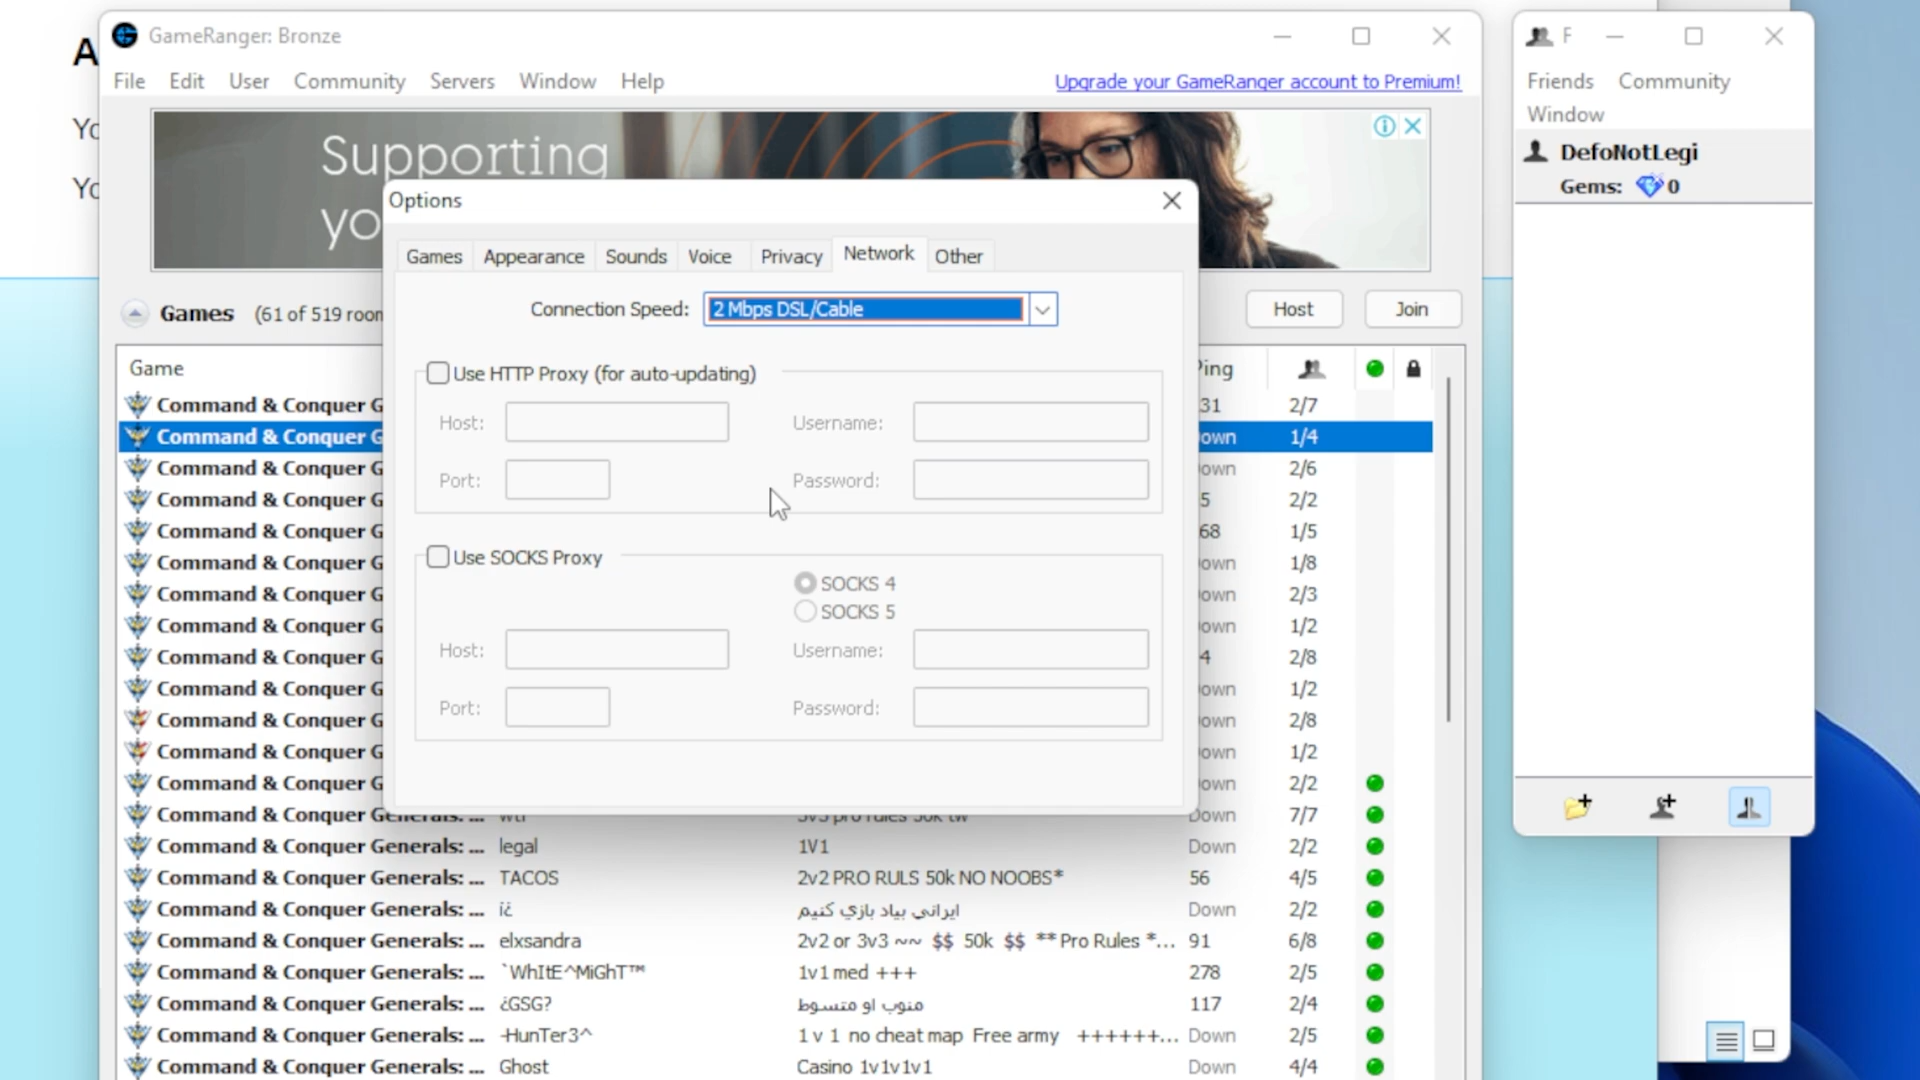 A
GameRanger: Bronze
F
File Edit User Community Servers Window Help
Upgrade your GameRanger account to Premium!
Friends Community
Window
Supporting
yo
DefoNotLegi
Gems: 0
Options
Games Appearance Sounds Voice Privacy Network Other
Connection Speed: 2 Mbps DSL/Cable
Games (61 of 519 room
Host Join
Game
Ping
Use HTTP Proxy (for auto-updating)
Host: Username:
Port: Password:
Use SOCKS Proxy
SOCKS 4
SOCKS 5
Host: Username:
Port: Password:
Command & Conquer G 31 2/7
Command & Conquer G own 1/4
Command & Conquer G own 2/6
Command & Conquer G 5 2/2
Command & Conquer G 68 1/5
Command & Conquer G own 1/8
Command & Conquer G own 2/3
Command & Conquer G own 1/2
Command & Conquer G 4 2/8
Command & Conquer G own 1/2
Command & Conquer G own 2/8
Command & Conquer G own 1/2
Command & Conquer G own 2/2
Command & Conquer Generals: ... wtf 3v3 pro rules 50k tw Down 7/7
Command & Conquer Generals: ... legal 1V1 Down 2/2
Command & Conquer Generals: ... TACOS 2v2 PRO RULS 50k NO NOOBS* 56 4/5
Command & Conquer Generals: ... ايراني بياد بازي كنيم Down 2/2
Command & Conquer Generals: ... elxsandra 2v2 or 3v3 ~~ $$ 50k $$ **Pro Rules *... 91 6/8
Command & Conquer Generals: ... `WhItE^MiGhT™ 1v1 med +++ 278 2/5
Command & Conquer Generals: ... ¿GSG? منوب او متسوط 117 2/4
Command & Conquer Generals: ... -HunTer3^ 1 v 1 no cheat map Free army ++++++... Down 2/5
Command & Conquer Generals: ... Ghost Casino 1v1v1v1 Down 4/4